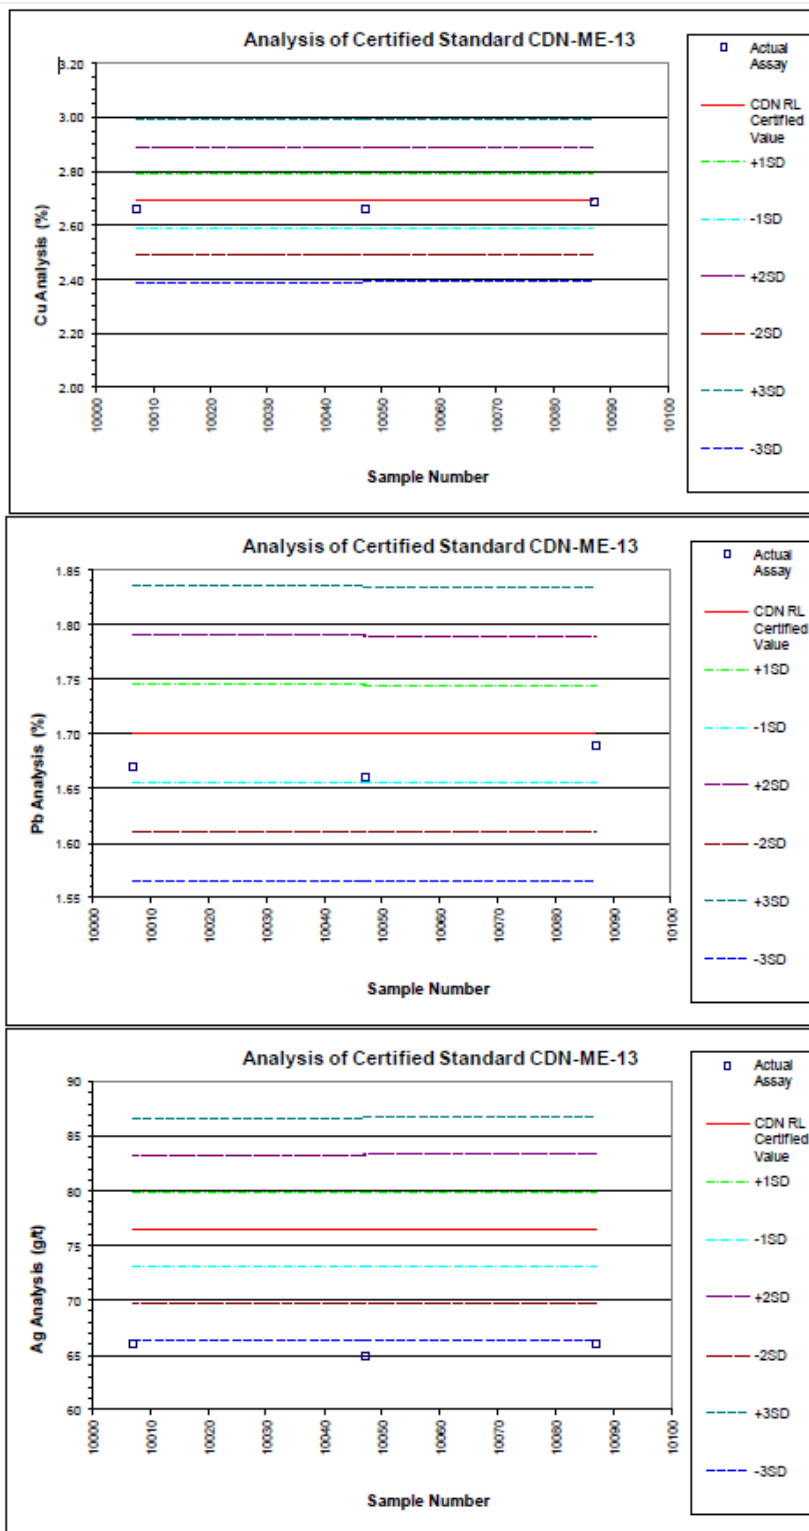 Analysis of Certified Standard CDN-ME-13
3.20
3.00
2.80
2.60
2.40
2.20
2.00
Cu Analysis (%)
10000
10010
10020
10030
10040
10050
10060
10070
10080
10090
10100
Sample Number
Actual
Assay
CDN RL
Certified
Value
+1SD
-1SD
+2SD
-2SD
+3SD
-3SD
Analysis of Certified Standard CDN-ME-13
1.85
1.80
1.75
1.70
1.65
1.60
1.55
Pb Analysis (%)
10000
10010
10020
10030
10040
10050
10060
10070
10080
10090
10100
Sample Number
Actual
Assay
CDN RL
Certified
Value
+1SD
-1SD
+2SD
-2SD
+3SD
-3SD
Analysis of Certified Standard CDN-ME-13
90
85
80
75
70
65
60
Ag Analysis (g/t)
10000
10010
10020
10030
10040
10050
10060
10070
10080
10090
10100
Sample Number
Actual
Assay
CDN RL
Certified
Value
+1SD
-1SD
+2SD
-2SD
+3SD
-3SD